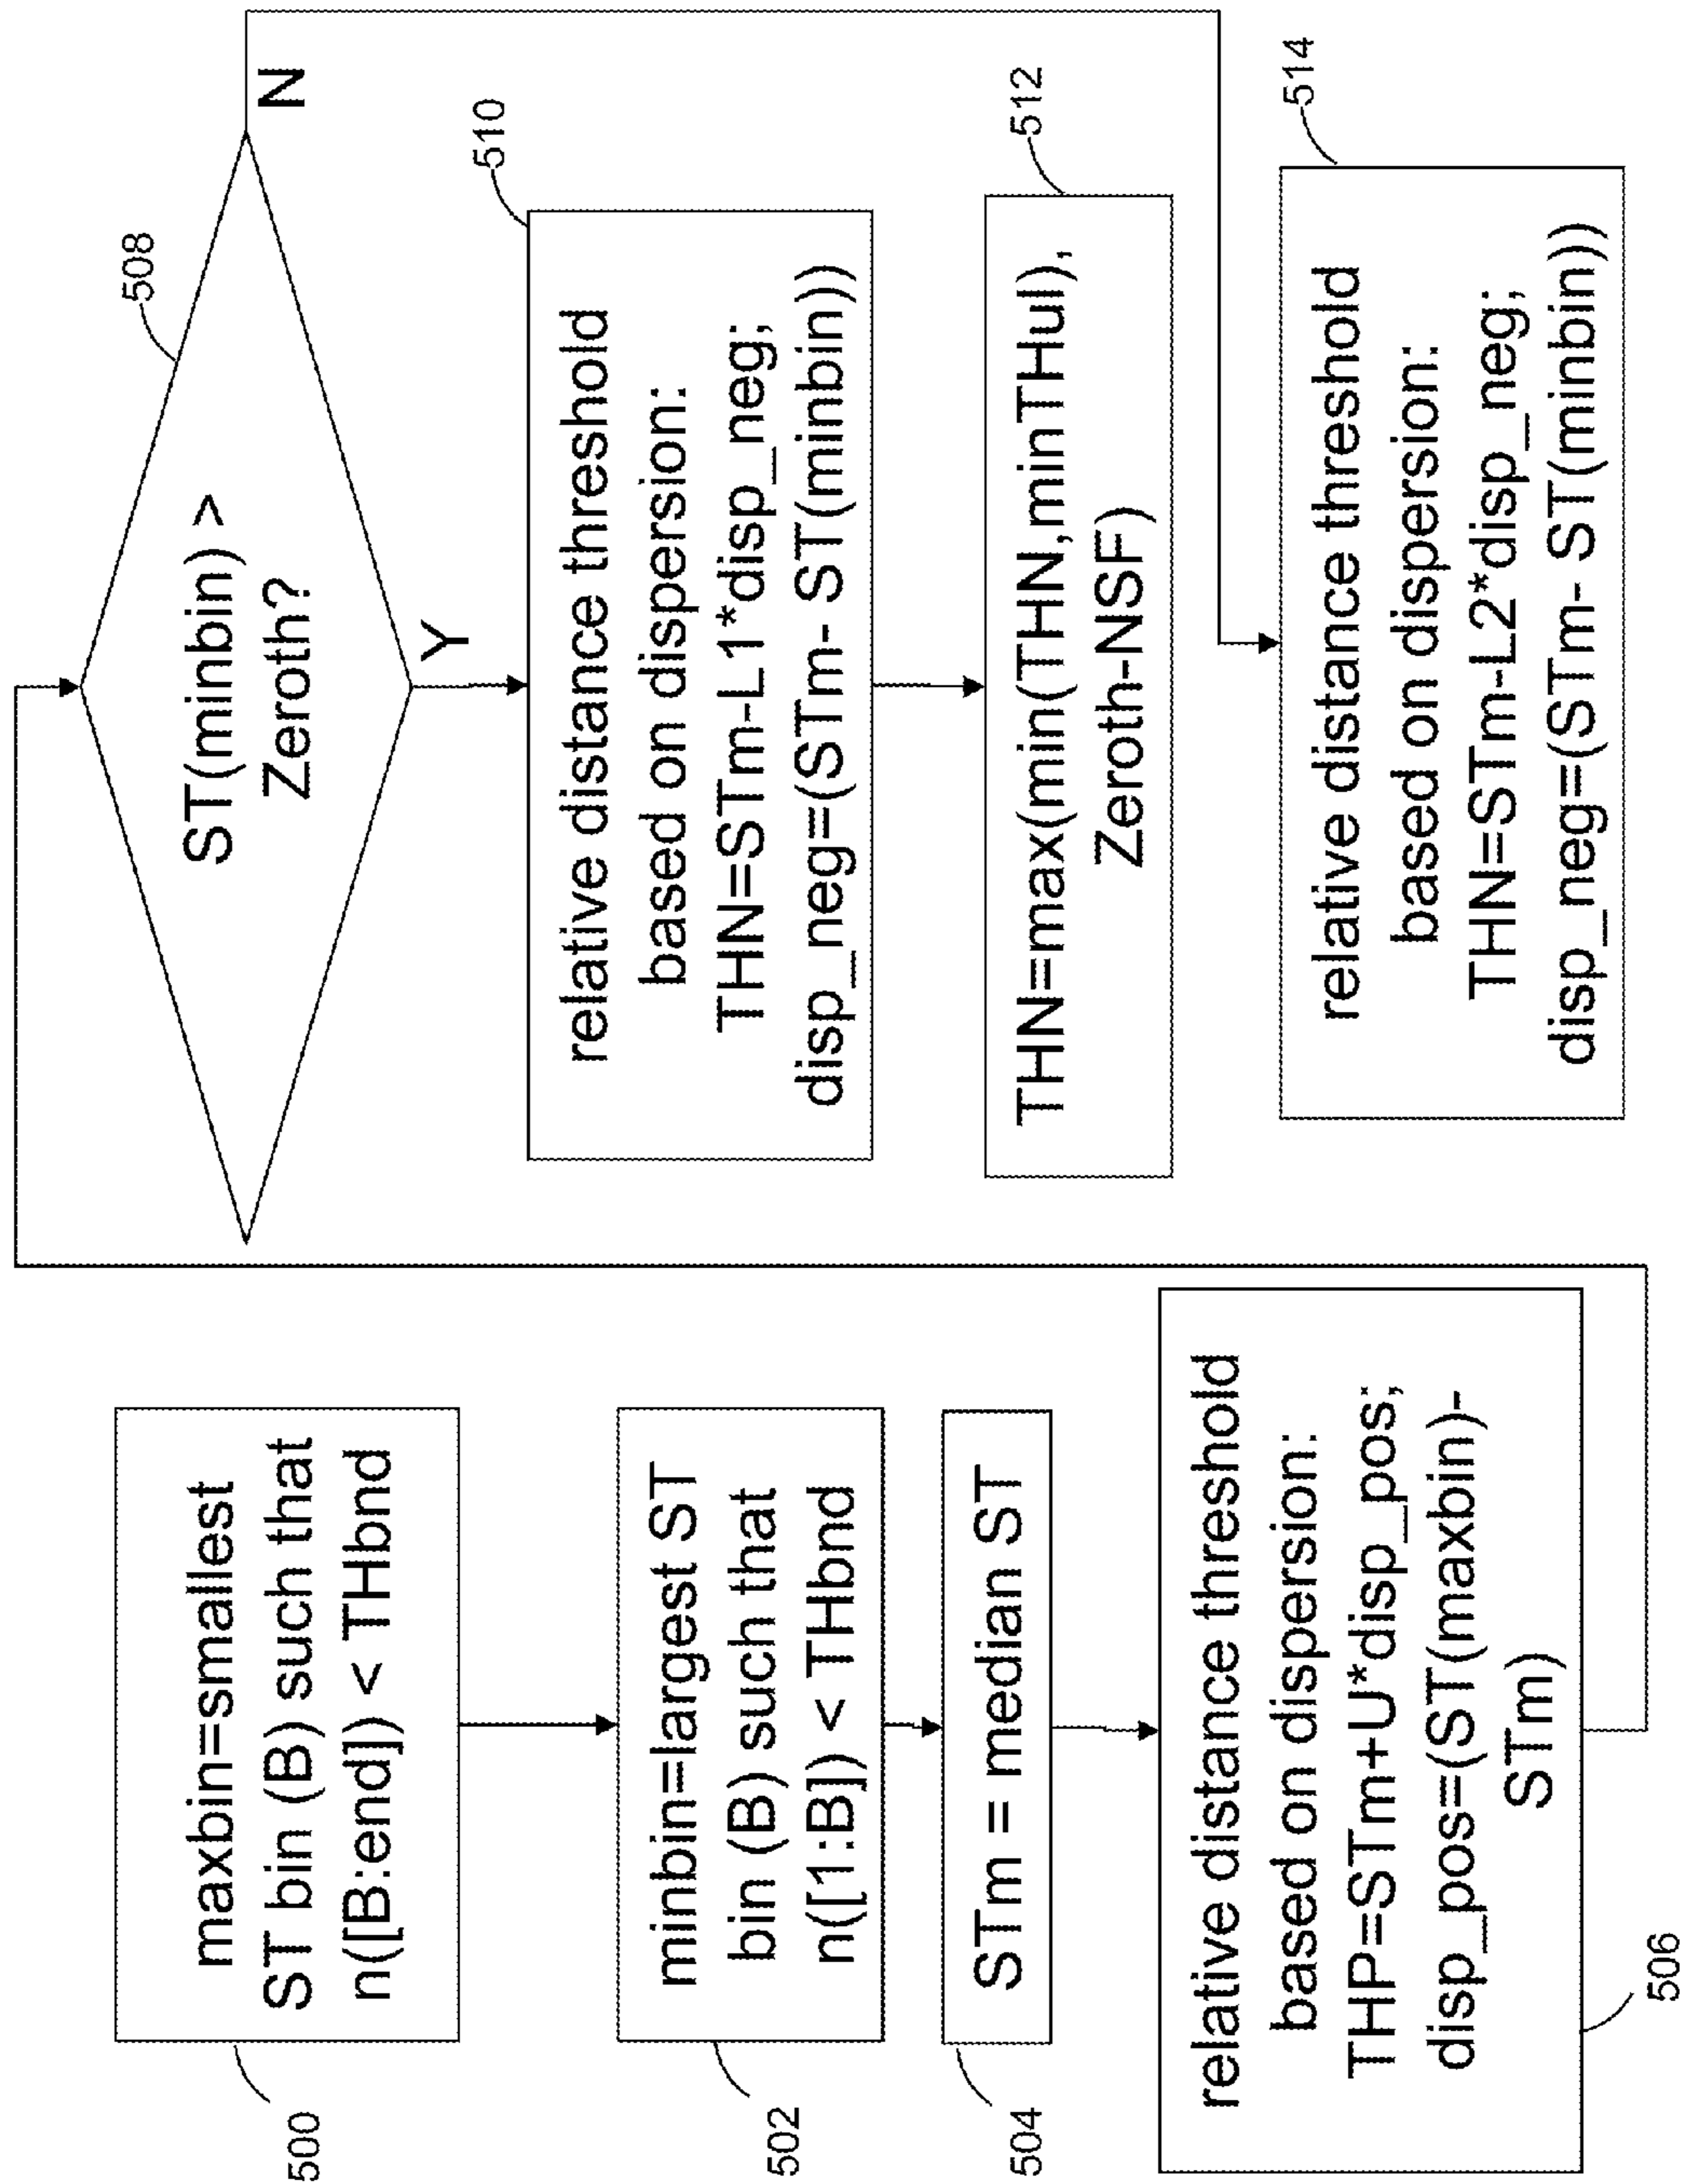 maxbin=smallest
ST bin (B) such that
n([B:end]) < THbnd
500
minbin=largest ST
bin (B) such that
n([1:B]) < THbnd
502
STm = median ST
504
relative distance threshold
based on dispersion:
THP=STm+U*disp_pos;
disp_pos=(ST(maxbin)-
STm)
506
ST(minbin) >
Zeroth?
508
N
Y
relative distance threshold
based on dispersion:
THN=STm-L1*disp_neg;
disp_neg=(STm- ST(minbin))
510
THN=max(min(THN,minTHul),
Zeroth-NSF)
512
relative distance threshold
based on dispersion:
THN=STm-L2*disp_neg;
disp_neg=(STm- ST(minbin))
514